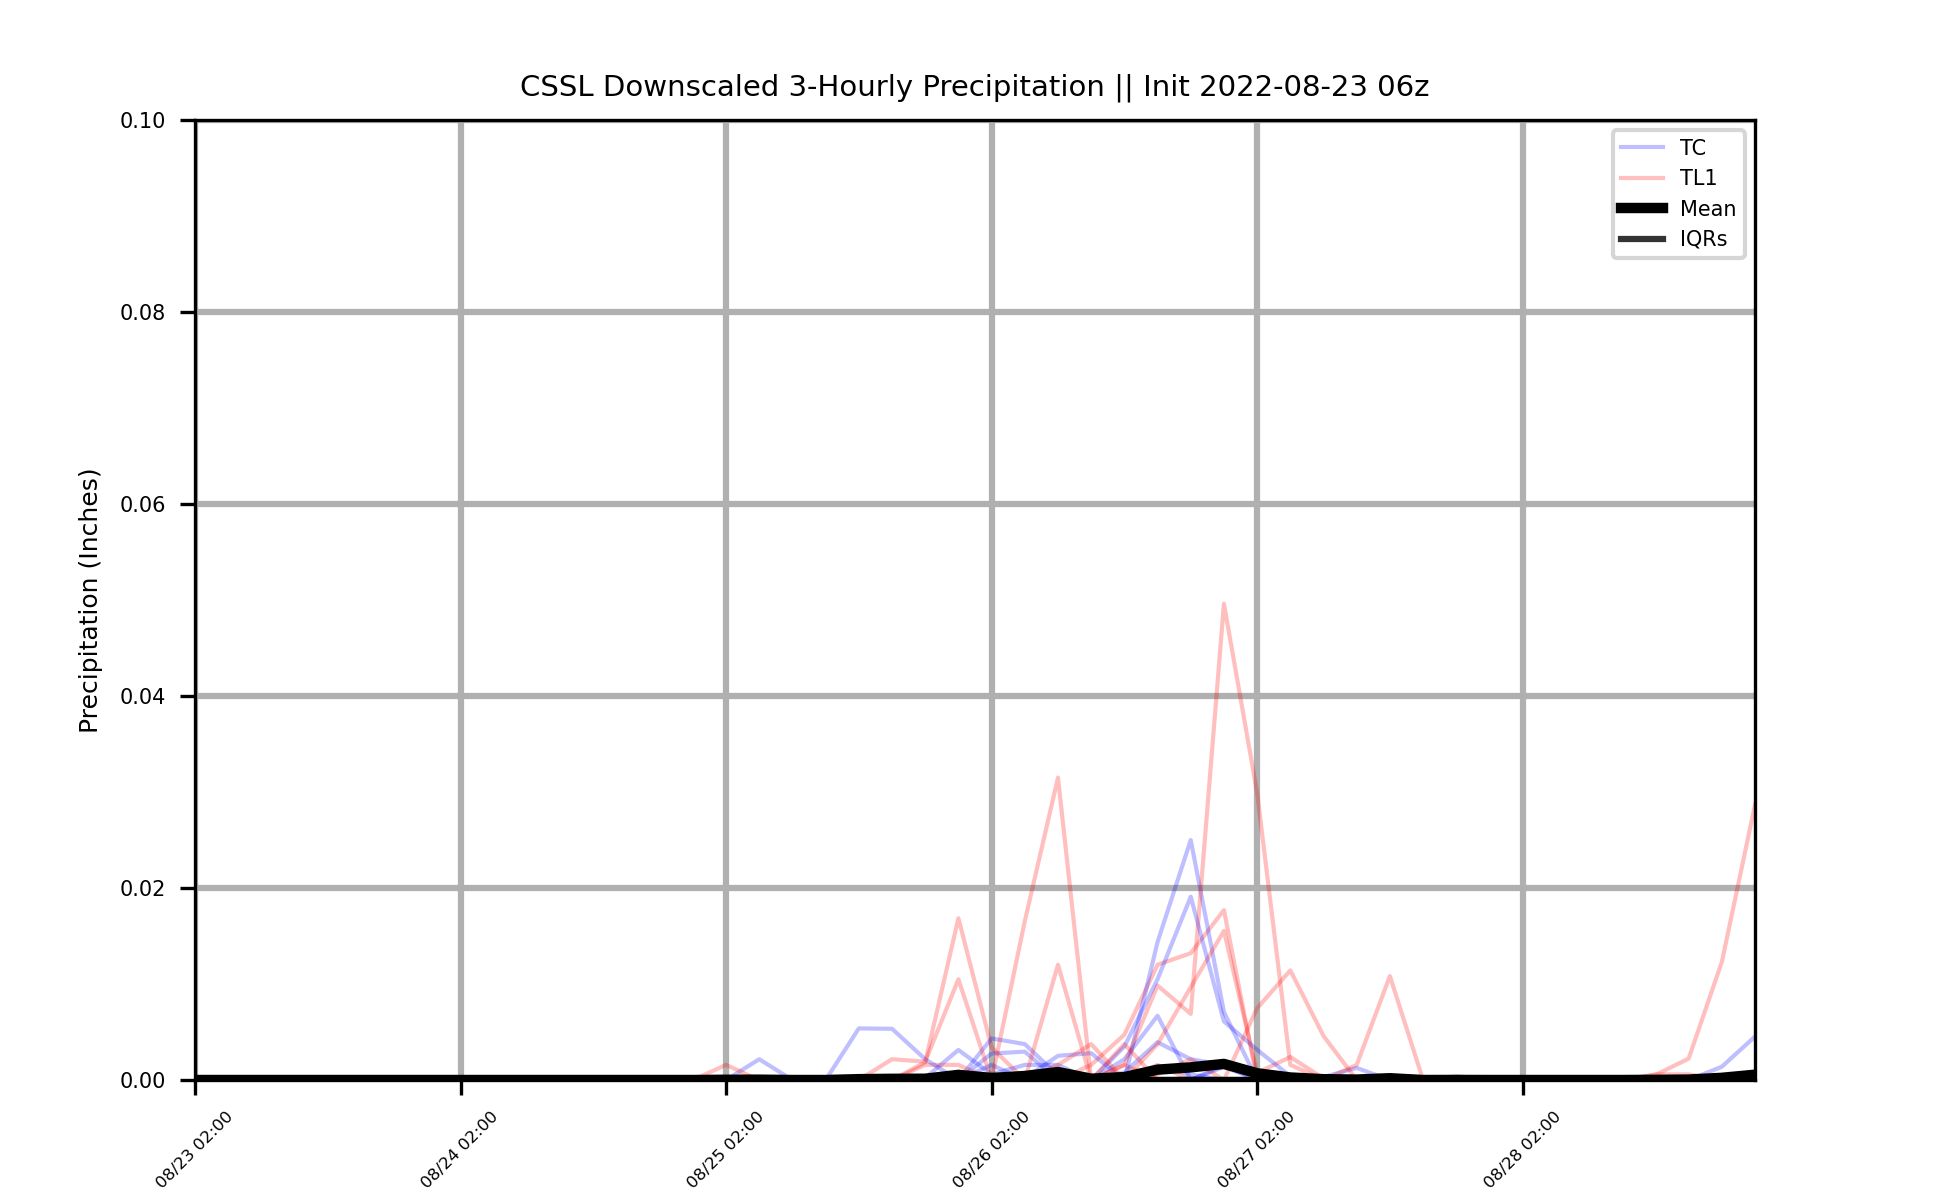 CSSL Downscaled 3-Hourly Precipitation || Init 2022-08-23 06z
0.10
TC
TL1
Mean
IQRs
0.08
0.06
Precipitation (Inches)
0.04
0.02
0.00
08/23 02:00
08/24 02:00
08/25 02:00
08/26 02:00
08/27 02:00
08/28 02:00